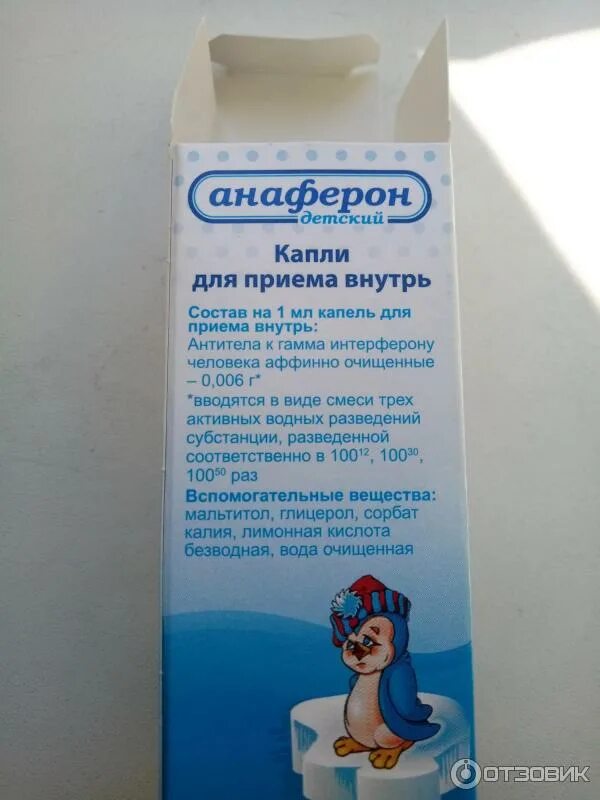 анаферон
детский
Капли
для приема внутрь
Состав на 1 мл капель для
приема внутрь:
Антитела к гамма интерферону
человека аффинно очищенные
– 0,006 г*
*вводятся в виде смеси трех
активных водных разведений
субстанции, разведенной
соответственно в 100¹², 100³⁰,
100⁵⁰ раз
Вспомогательные вещества:
мальтитол, глицерол, сорбат
калия, лимонная кислота
безводная, вода очищенная
ОТЗОВИК